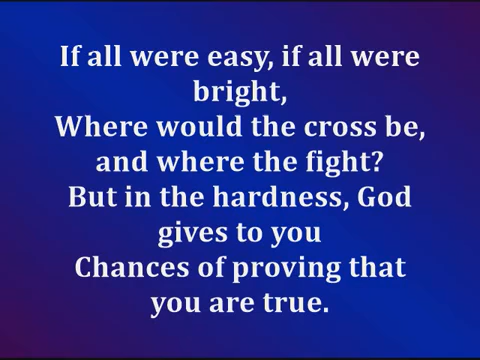 If all were easy, if all were
bright,
Where would the cross be,
and where the fight?
But in the hardness, God
gives to you
Chances of proving that
you are true.